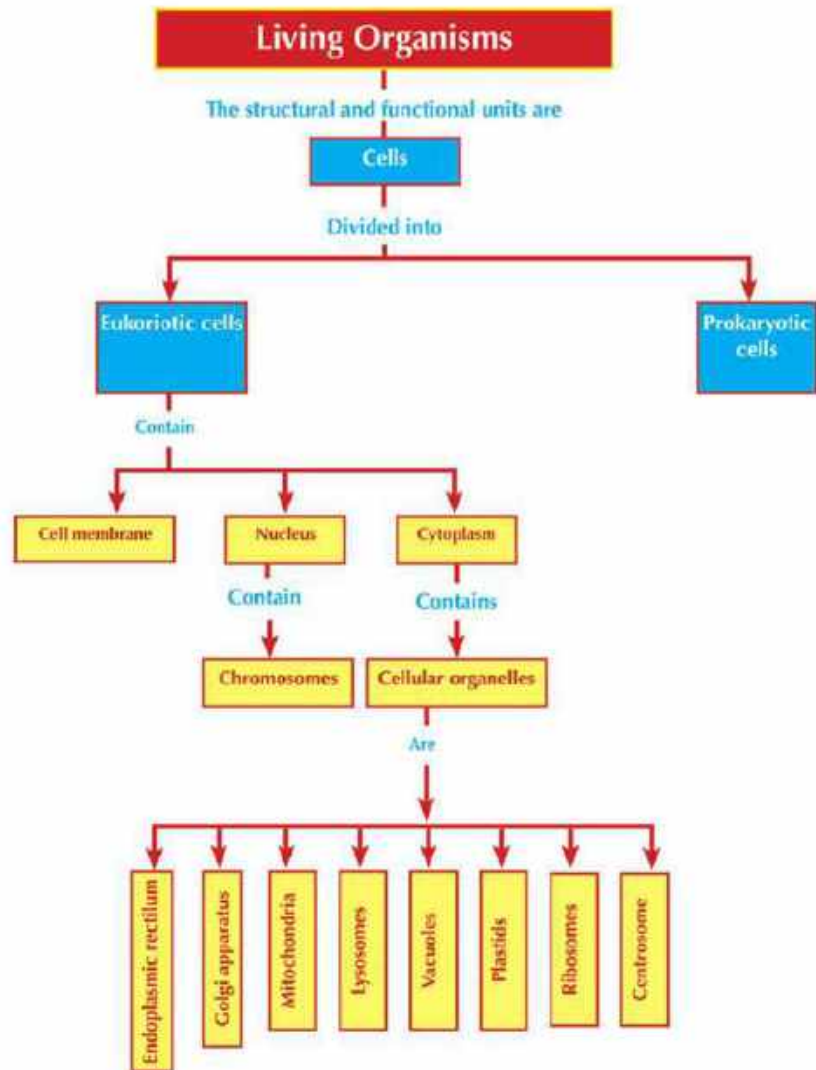 Living Organisms
The structural and functional units are
Cells
Divided into
Eukoriotic cells
Prokaryotic
cells
Contain
Cell membrane
Nucleus
Cytoplasm
Contain
Contains
Chromosomes
Cellular organelles
Are
Endoplasmic rectilum
Golgi apparatus
Mitochondria
Lysosomes
Vacuoles
Plastids
Ribosomes
Centrosome